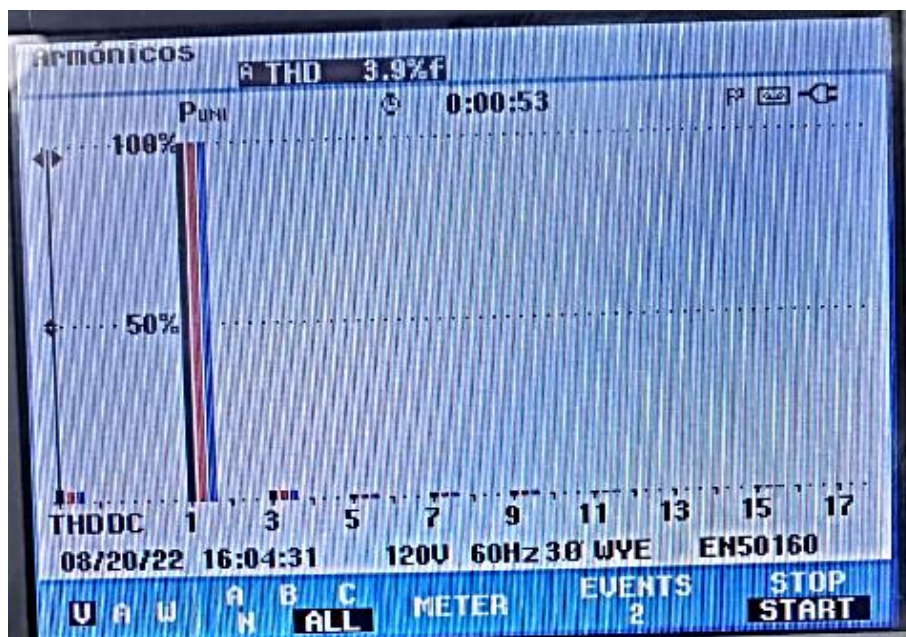 Armónicos
A THD 3.9%f
PUNI 0:00:53
100%
50%
THD DC 1 3 5 7 9 11 13 15 17
08/20/22 16:04:31 120V 60Hz 3Ø WYE EN50160
V A W A B C N ALL METER EVENTS 2 STOP START